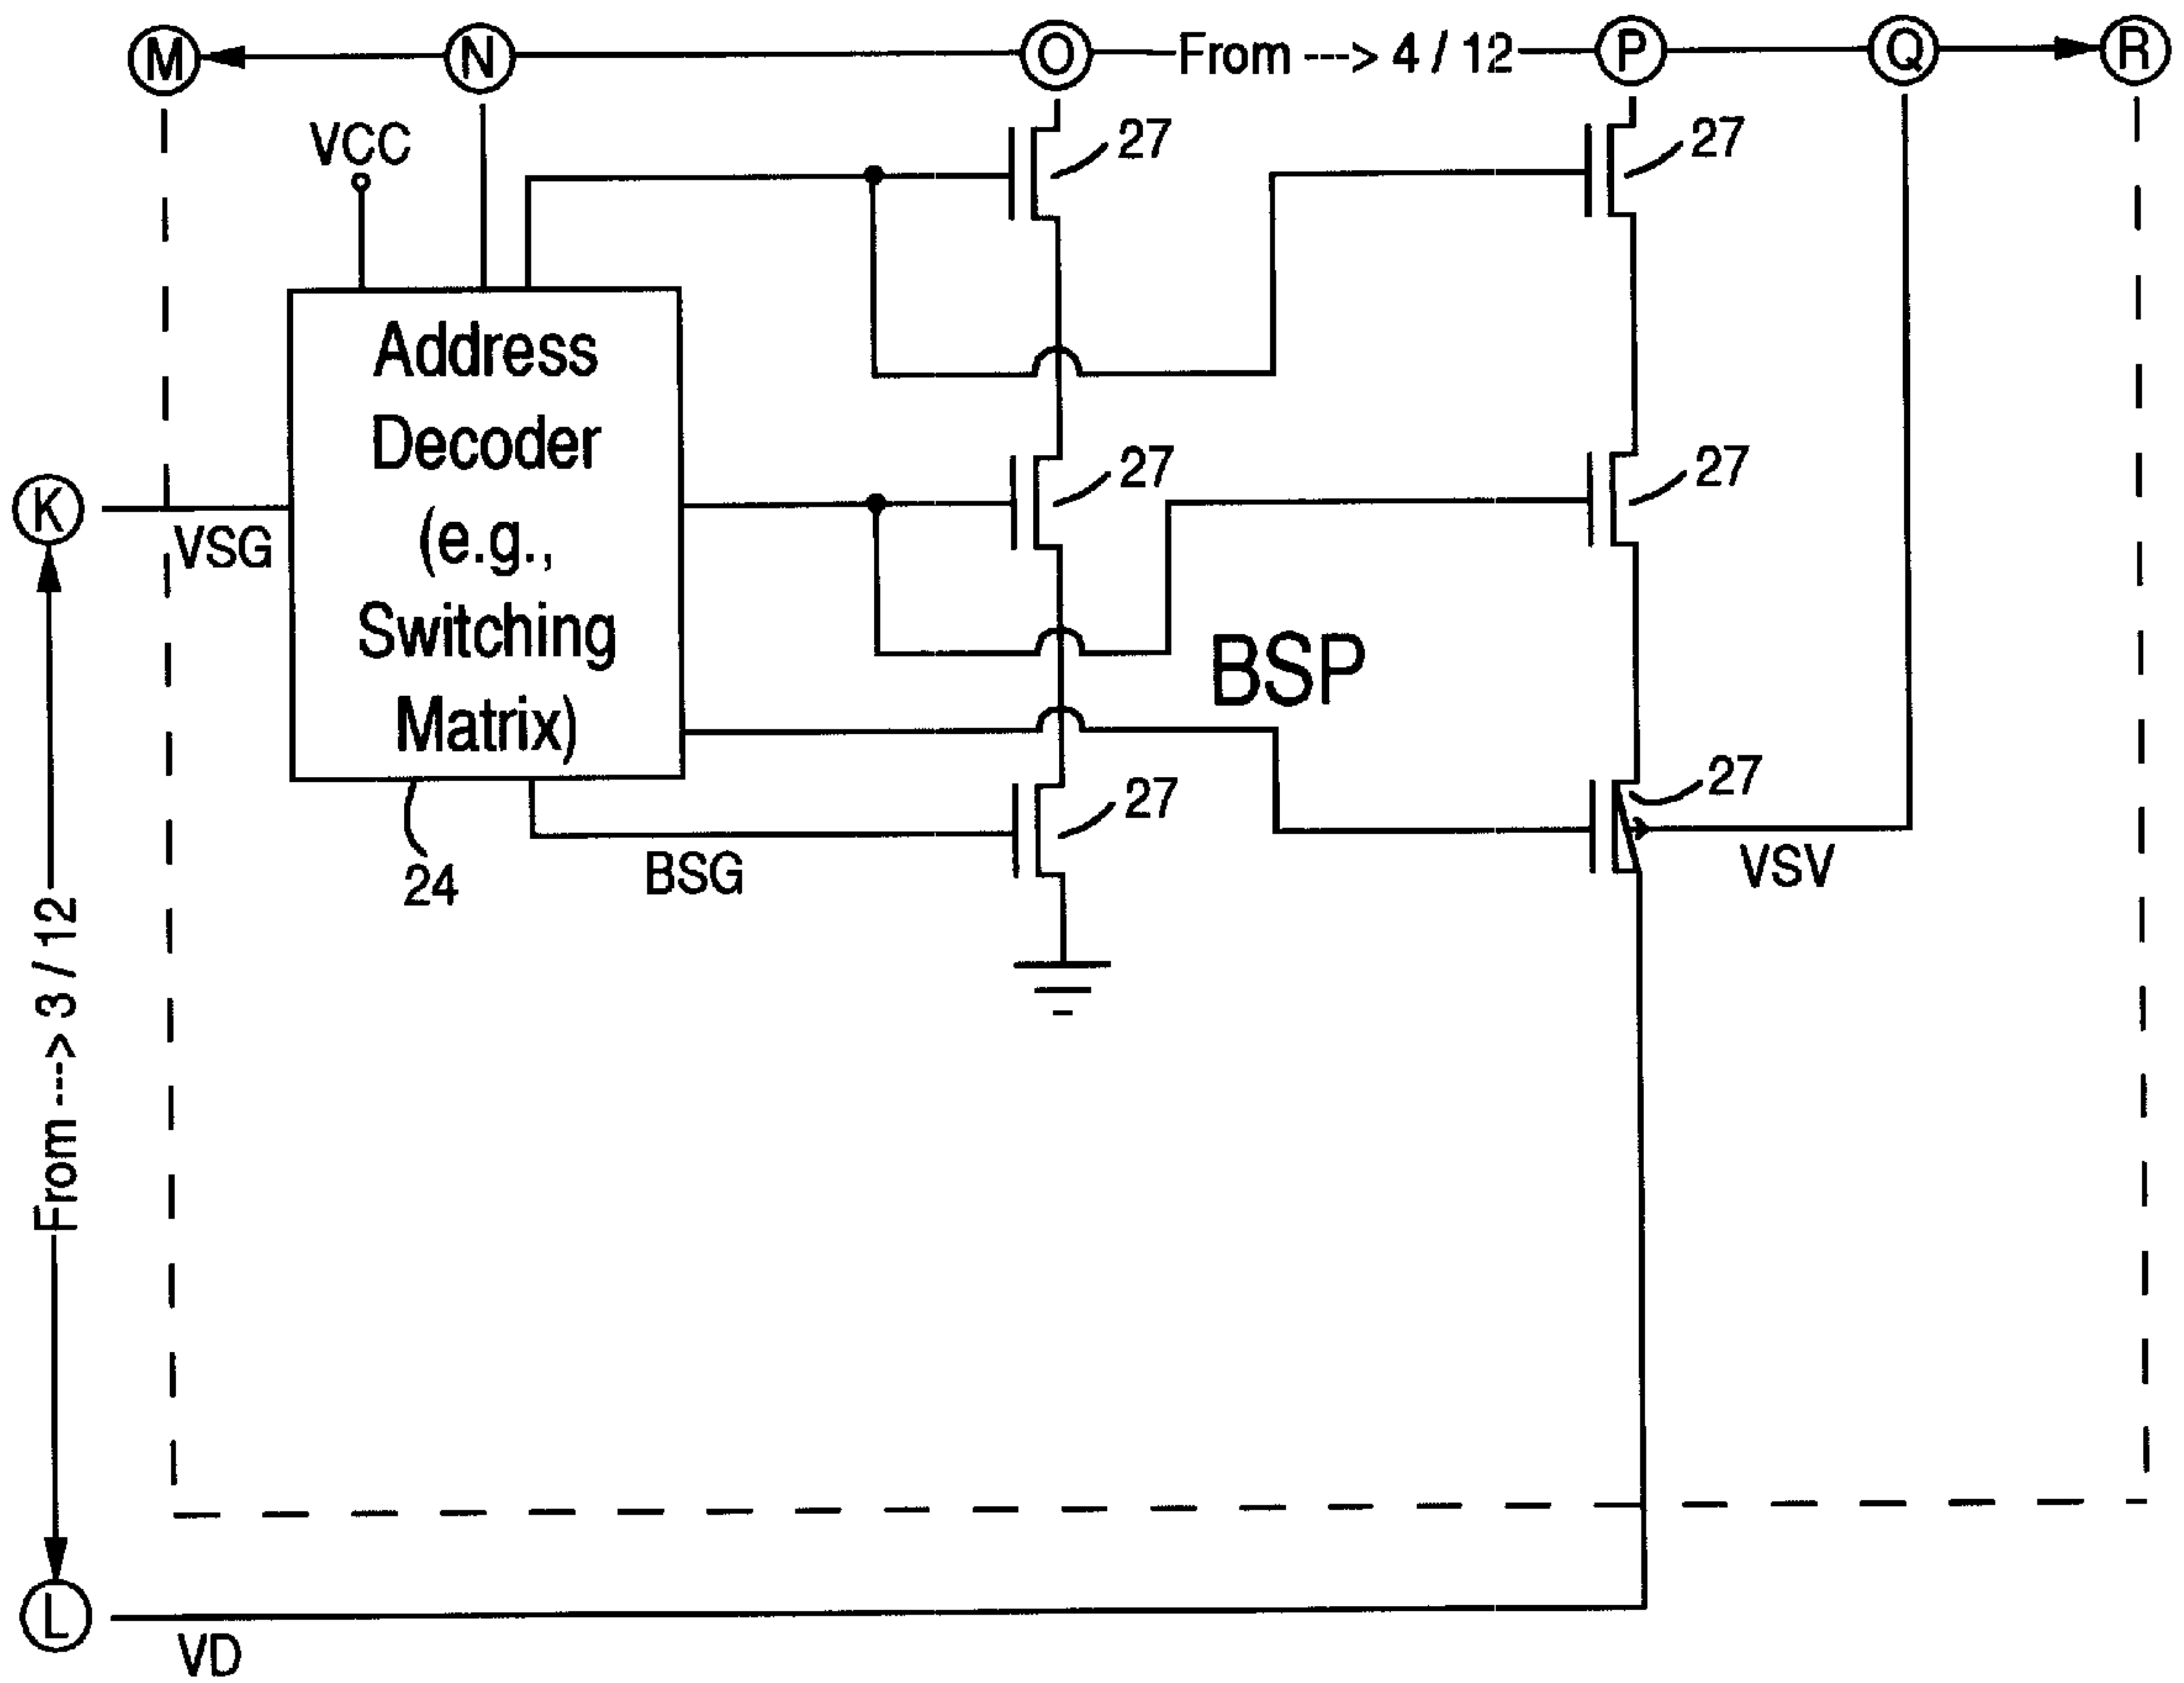 M
N
O
From ---> 4 / 12
P
Q
R
VCC
27
27
Address
Decoder
(e.g.,
Switching
Matrix)
K
VSG
27
27
BSP
27
27
24
BSG
VSV
From ---> 3 / 12
L
VD